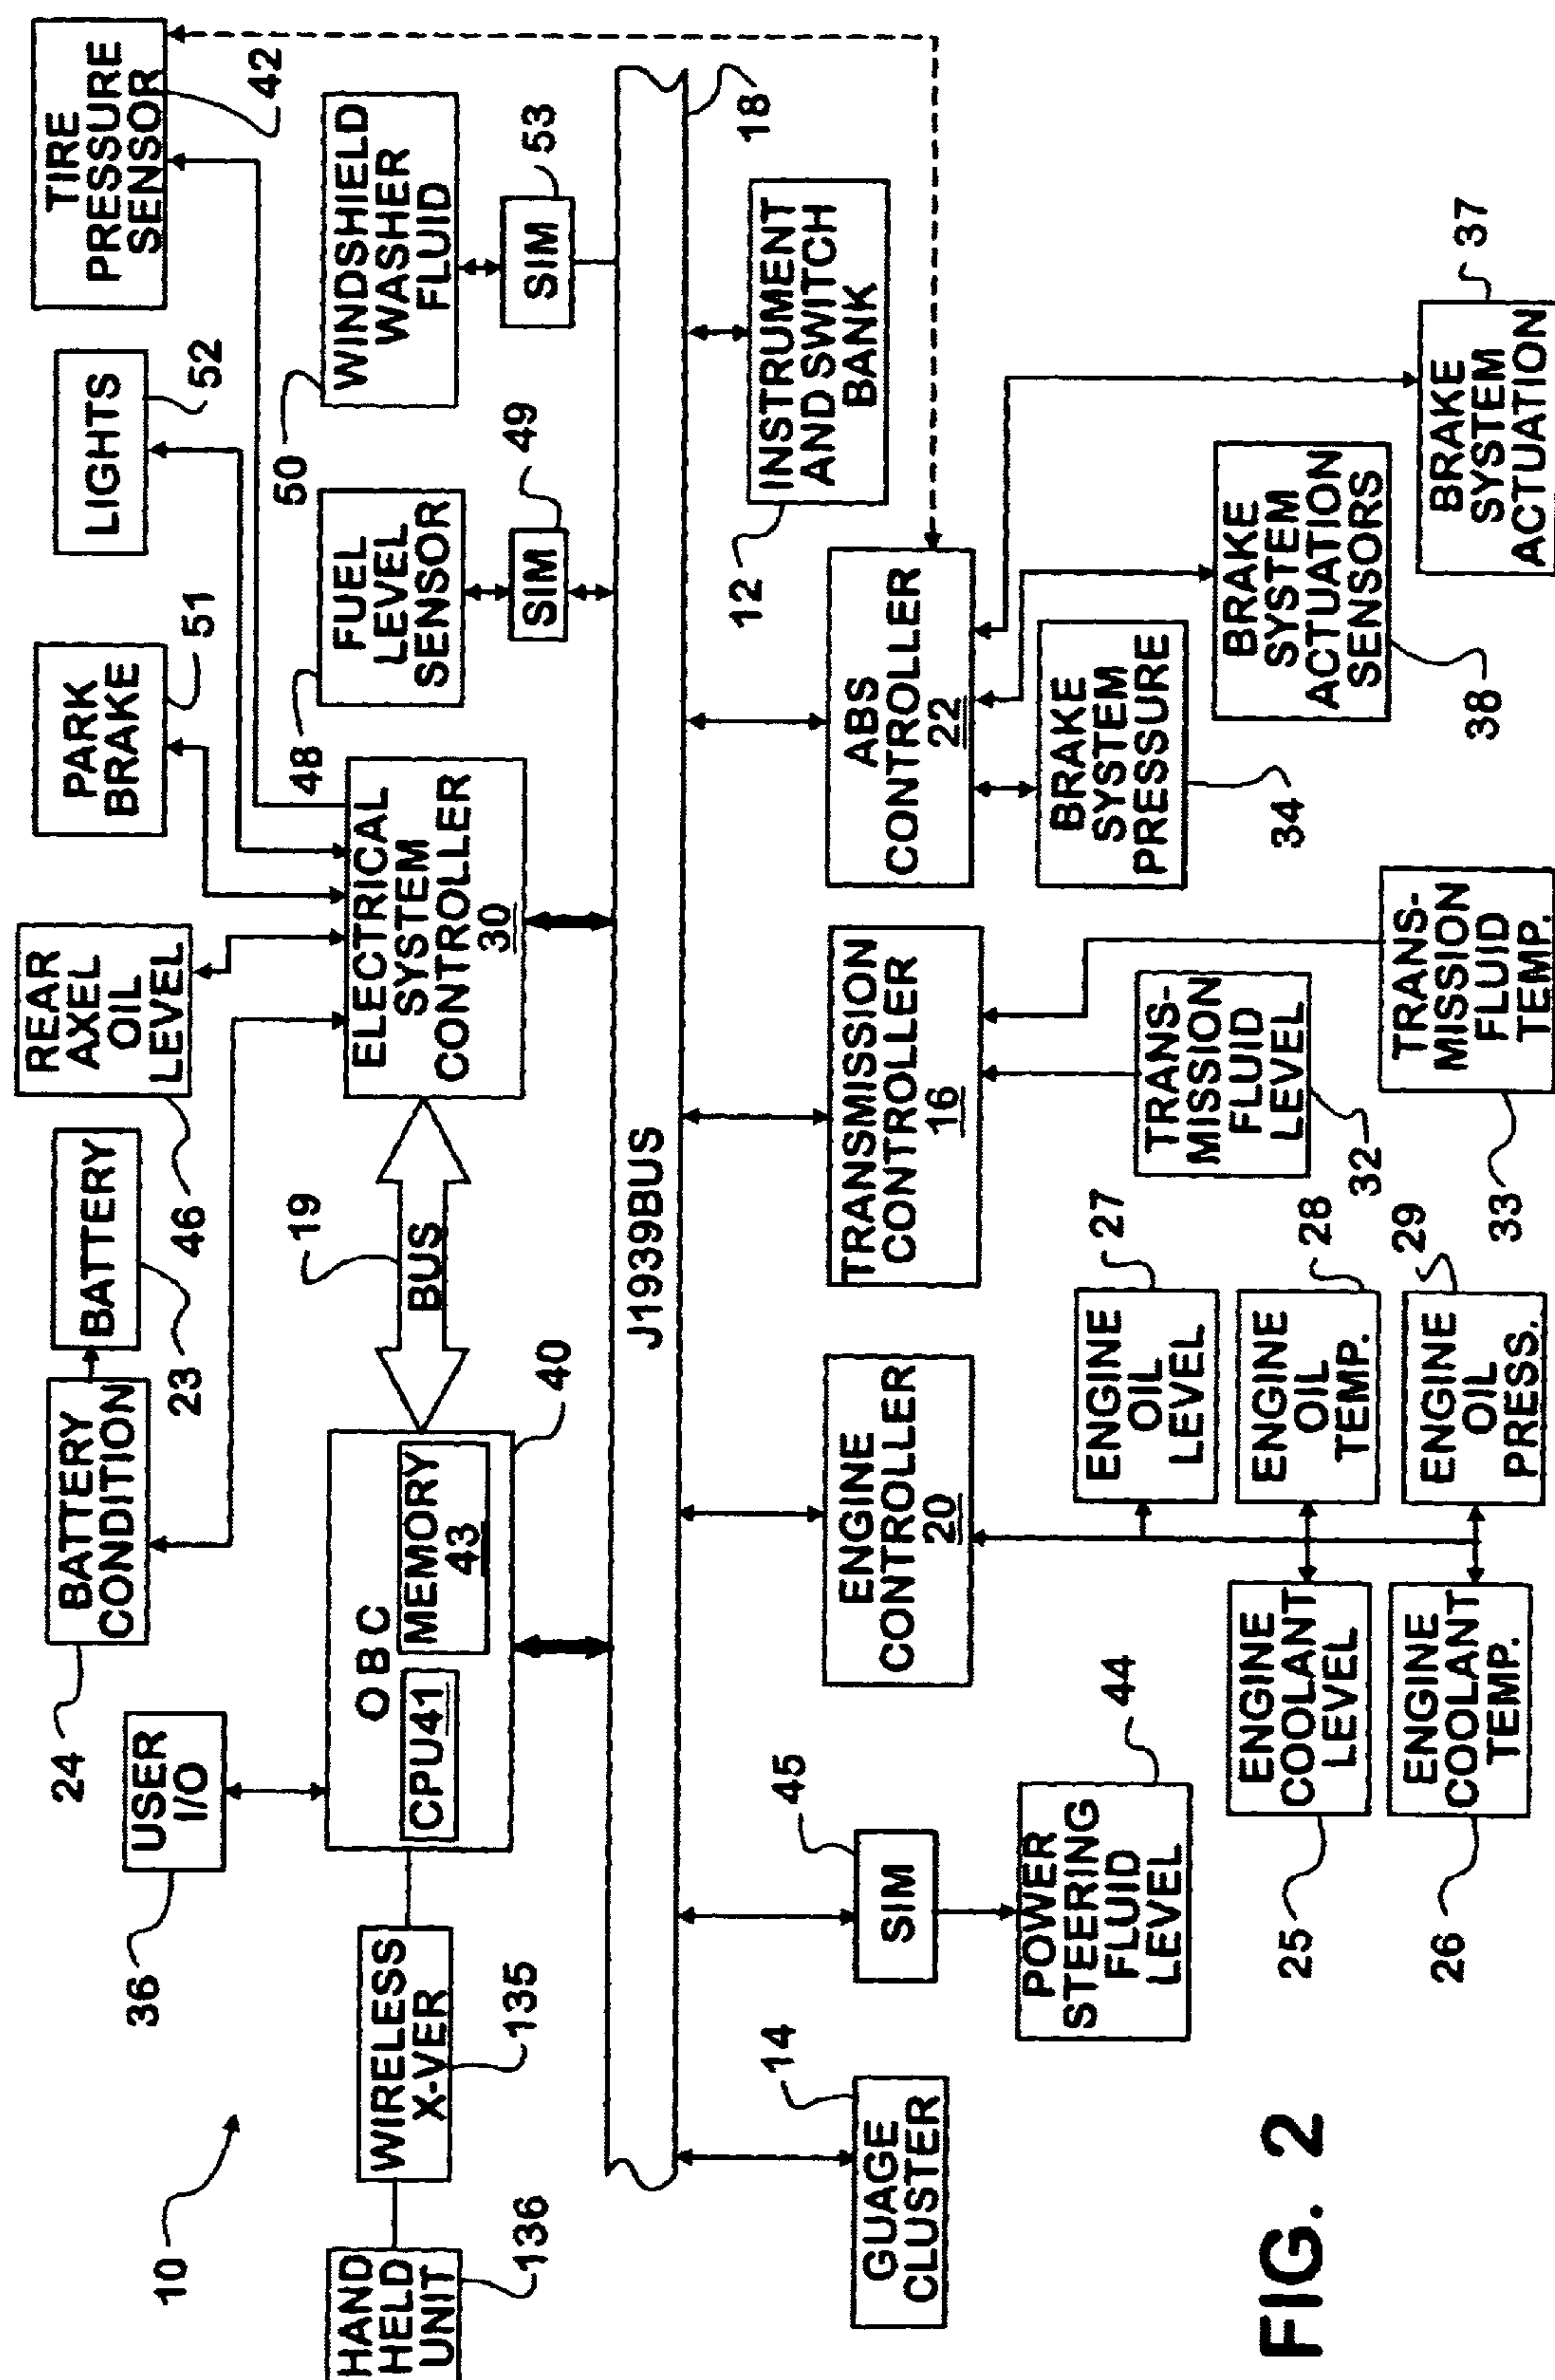 10
HAND
HELD
UNIT
136
WIRELESS
X-VER
135
36
USER
I/O
24
BATTERY
CONDITION
BATTERY
23
REAR
AXEL
OIL
LEVEL
46
PARK
BRAKE
51
LIGHTS
52
TIRE
PRESSURE
SENSOR
42
OBC
CPU 41
MEMORY
43
40
19
BUS
ELECTRICAL
SYSTEM
CONTROLLER
30
48
FUEL
LEVEL
SENSOR
SIM
49
50
WINDSHIELD
WASHER
FLUID
SIM
53
J1939BUS
18
14
GUAGE
CLUSTER
45
SIM
POWER
STEERING
FLUID
LEVEL
44
ENGINE
CONTROLLER
20
TRANSMISSION
CONTROLLER
16
ABS
CONTROLLER
22
12
INSTRUMENT
AND SWITCH
BANK
ENGINE
OIL
LEVEL
27
ENGINE
COOLANT
LEVEL
25
ENGINE
OIL
TEMP.
28
ENGINE
COOLANT
TEMP.
26
ENGINE
OIL
PRESS.
29
TRANS-
MISSION
FLUID
LEVEL
32
TRANS-
MISSION
FLUID
TEMP.
33
BRAKE
SYSTEM
PRESSURE
34
BRAKE
SYSTEM
ACTUATION
SENSORS
38
BRAKE
SYSTEM
ACTUATION
37
FIG. 2